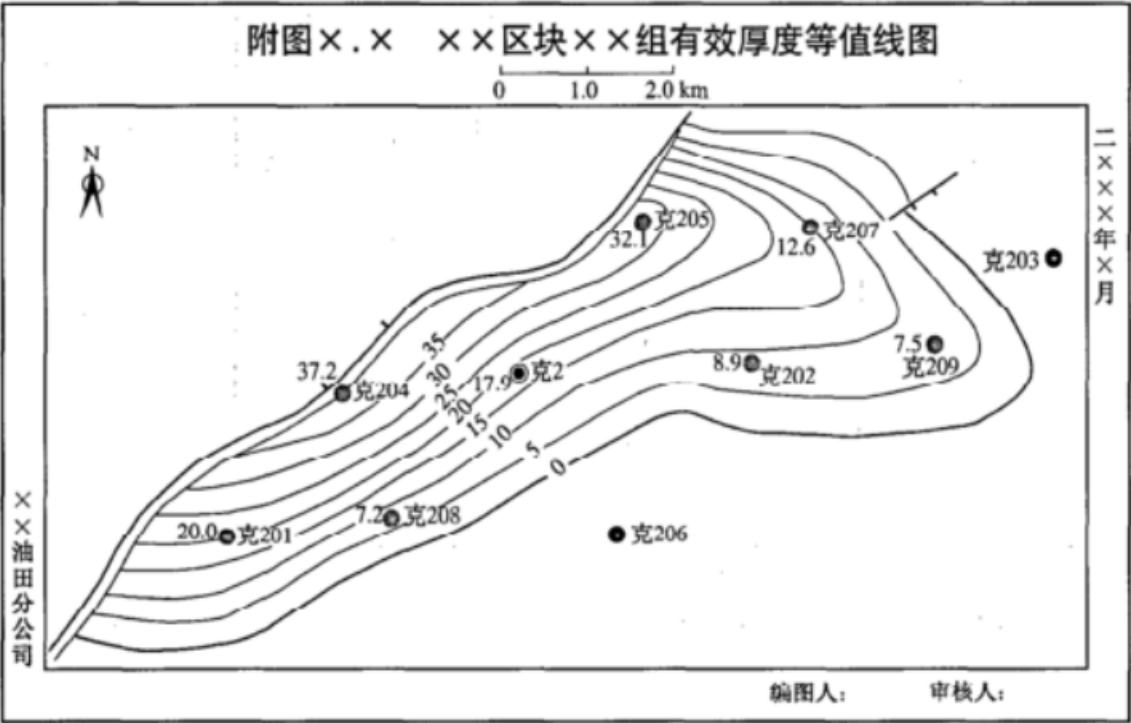 附图×.× ××区块××组有效厚度等值线图
0 1.0 2.0 km
N
二×××年×月
克205
32.1
克207
12.6
克203
37.2
克204
35
30
25
20
15
10
5
0
17.9 克2
8.9 克202
7.5
克209
20.0 克201
7.2 克208
克206
××油田分公司
编图人: 审核人: